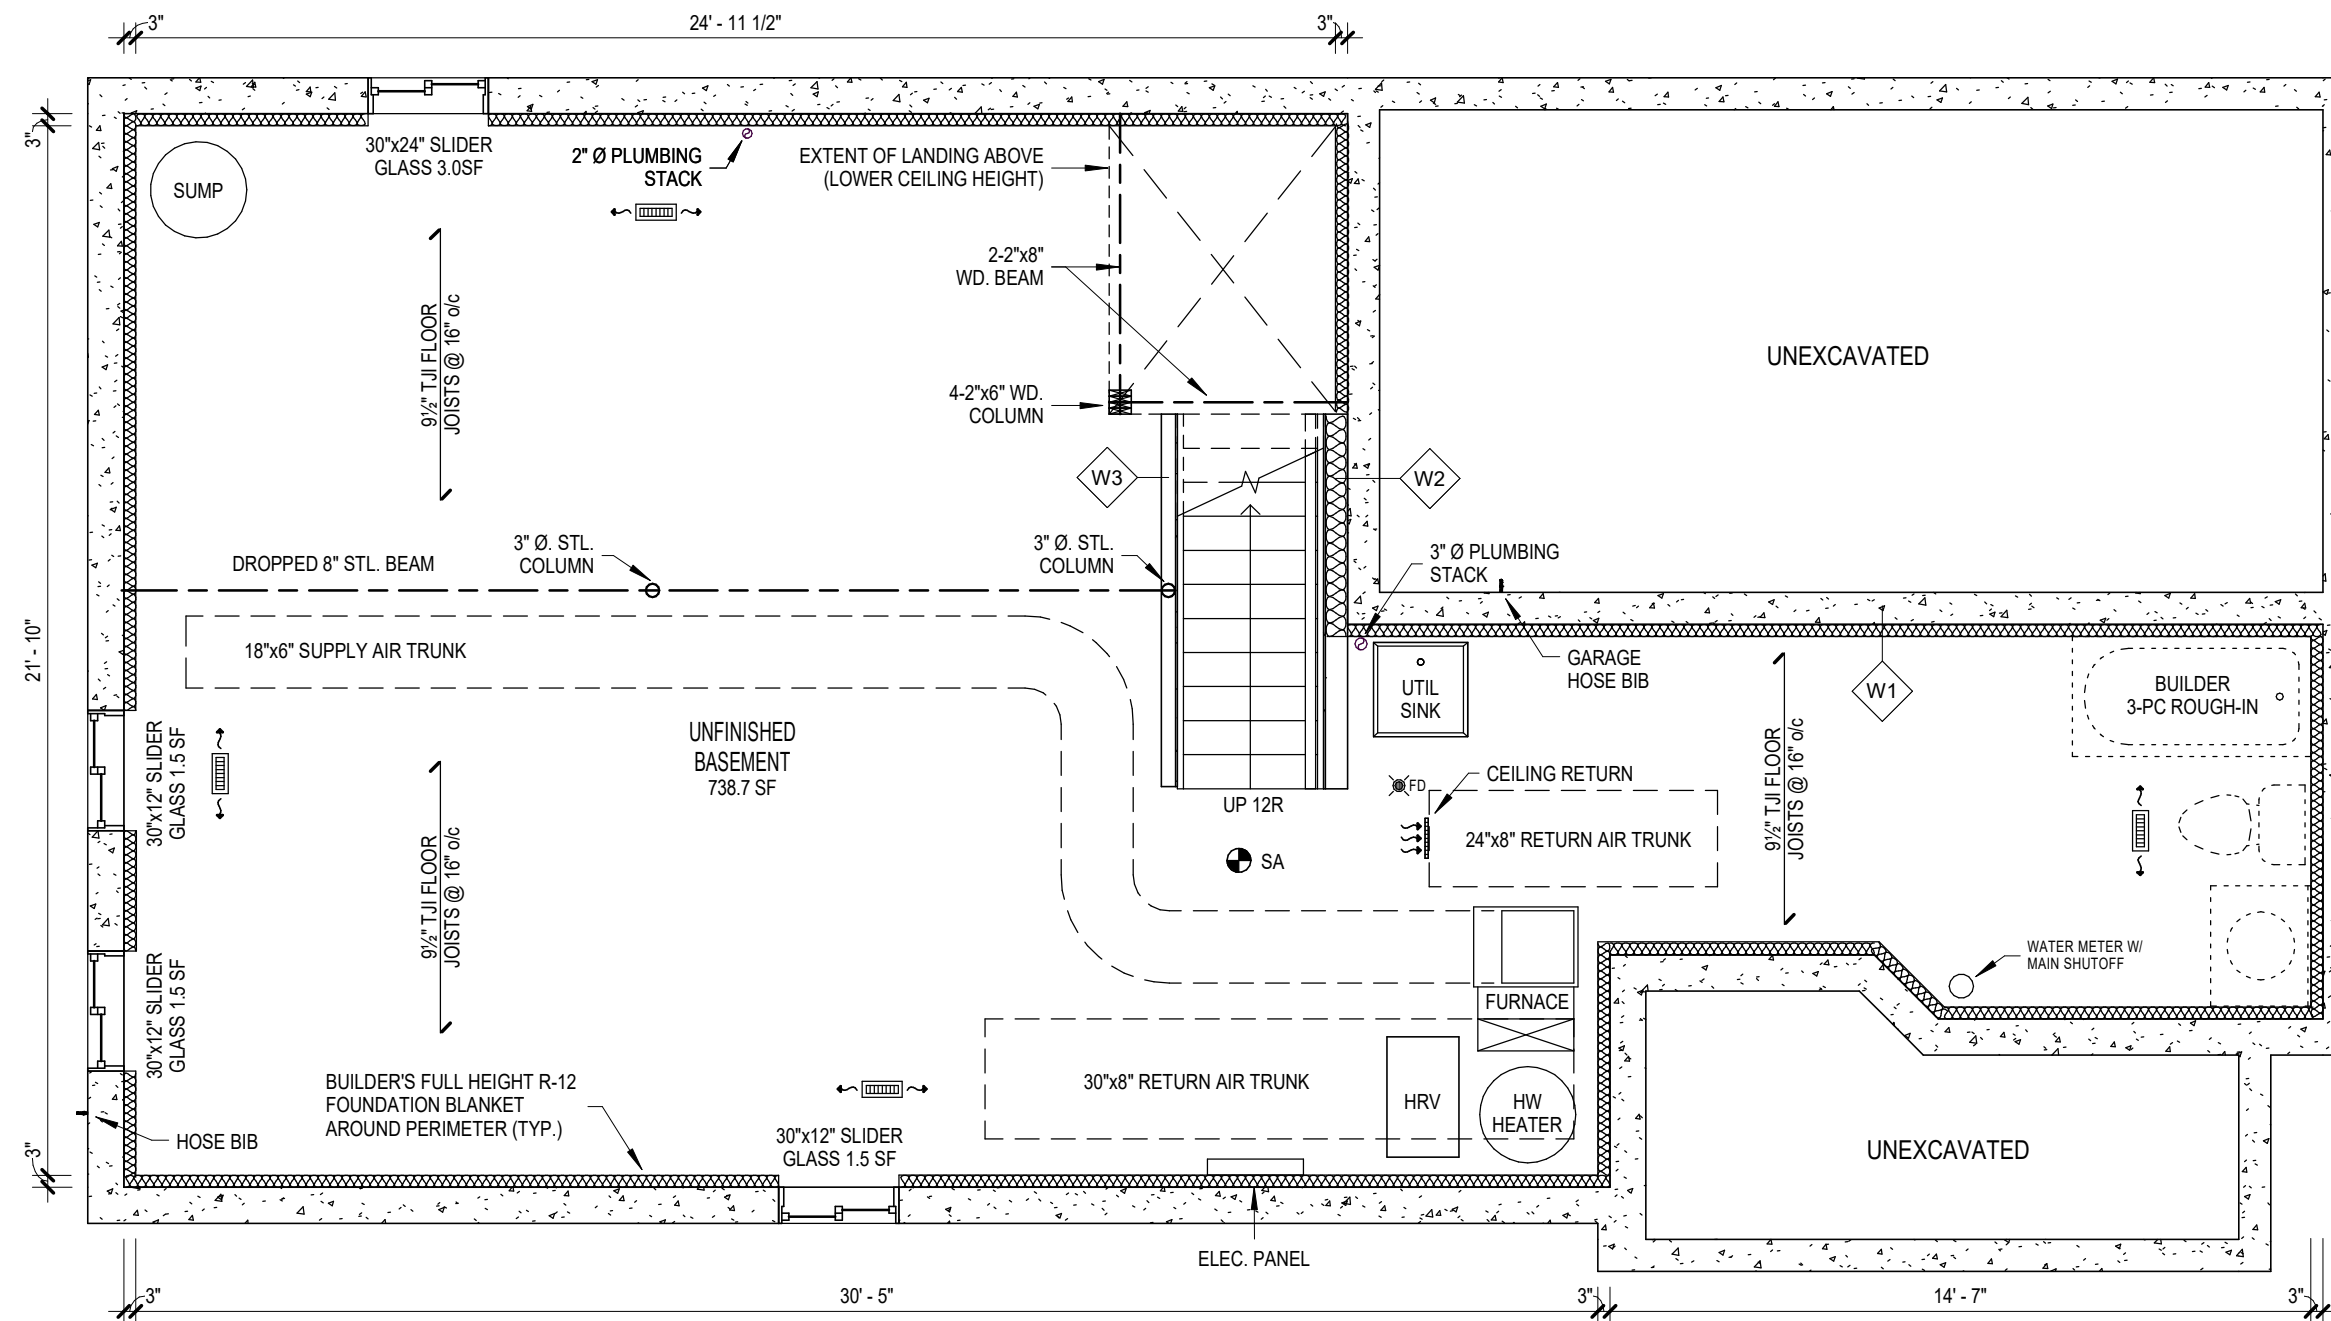 3"
24' - 11 1/2"
3"
3"
21' - 10"
3"
30"x24" SLIDER
GLASS 3.0SF
2" Ø PLUMBING
STACK
EXTENT OF LANDING ABOVE
(LOWER CEILING HEIGHT)
SUMP
2-2"x8"
WD. BEAM
UNEXCAVATED
9½" TJI FLOOR
JOISTS @ 16" o/c
4-2"x6" WD.
COLUMN
W3
W2
DROPPED 8" STL. BEAM
3" Ø. STL.
COLUMN
3" Ø. STL.
COLUMN
3" Ø PLUMBING
STACK
18"x6" SUPPLY AIR TRUNK
GARAGE
HOSE BIB
UTIL
SINK
W1
BUILDER
3-PC ROUGH-IN
UNFINISHED
BASEMENT
738.7 SF
30"x12" SLIDER
GLASS 1.5 SF
9½" TJI FLOOR
JOISTS @ 16" o/c
9½" TJI FLOOR
JOISTS @ 16" o/c
CEILING RETURN
FD
UP 12R
24"x8" RETURN AIR TRUNK
SA
WATER METER W/
MAIN SHUTOFF
30"x12" SLIDER
GLASS 1.5 SF
FURNACE
BUILDER'S FULL HEIGHT R-12
FOUNDATION BLANKET
AROUND PERIMETER (TYP.)
30"x8" RETURN AIR TRUNK
HRV
HW
HEATER
HOSE BIB
30"x12" SLIDER
GLASS 1.5 SF
UNEXCAVATED
ELEC. PANEL
3"
30' - 5"
3"
14' - 7"
3"